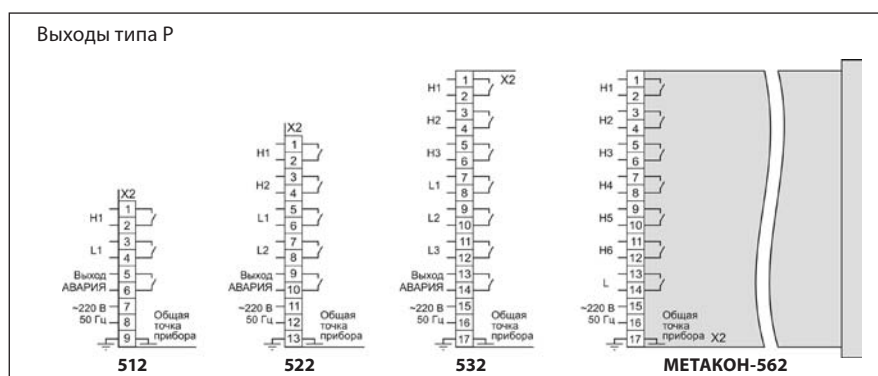 Выходы типа Р
X2
1
H1
2
3
L1
4
Выход
5
АВАРИЯ
6
~220 В
7
50 Гц
8
Общая
точка
прибора
9
512
X2
1
H1
2
3
H2
4
5
L1
6
7
L2
8
Выход
9
АВАРИЯ
10
~220 В
11
50 Гц
12
Общая
точка
прибора
13
522
1
X2
H1
2
3
H2
4
5
H3
6
7
L1
8
9
L2
10
11
L3
12
Выход
13
АВАРИЯ
14
~220 В
15
50 Гц
16
Общая
точка
прибора
17
532
1
H1
2
3
H2
4
5
H3
6
7
H4
8
9
H5
10
11
H6
12
13
L
14
~220 В
15
50 Гц
16
Общая
точка
прибора
17
X2
МЕТАКОН-562